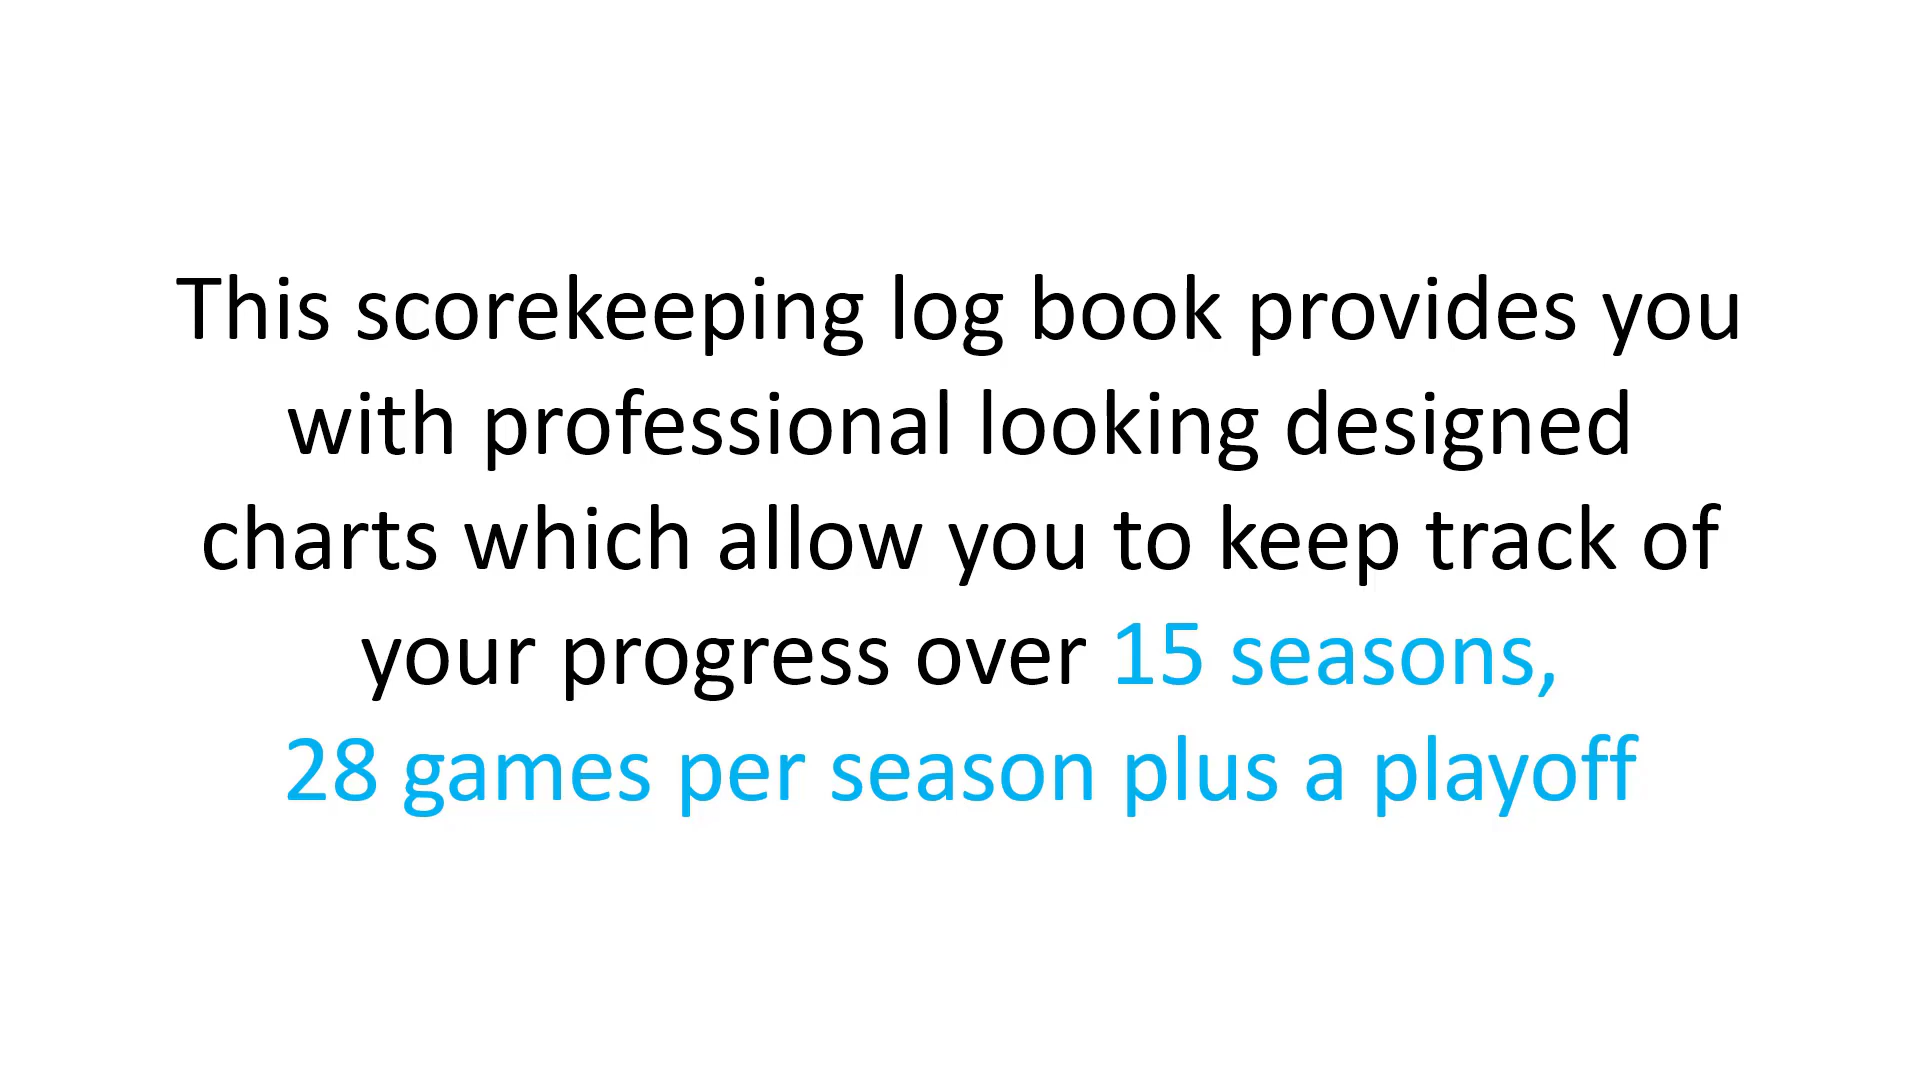 This scorekeeping log book provides you
with professional looking designed
charts which allow you to keep track of
your progress over 15 seasons,
28 games per season plus a playoff